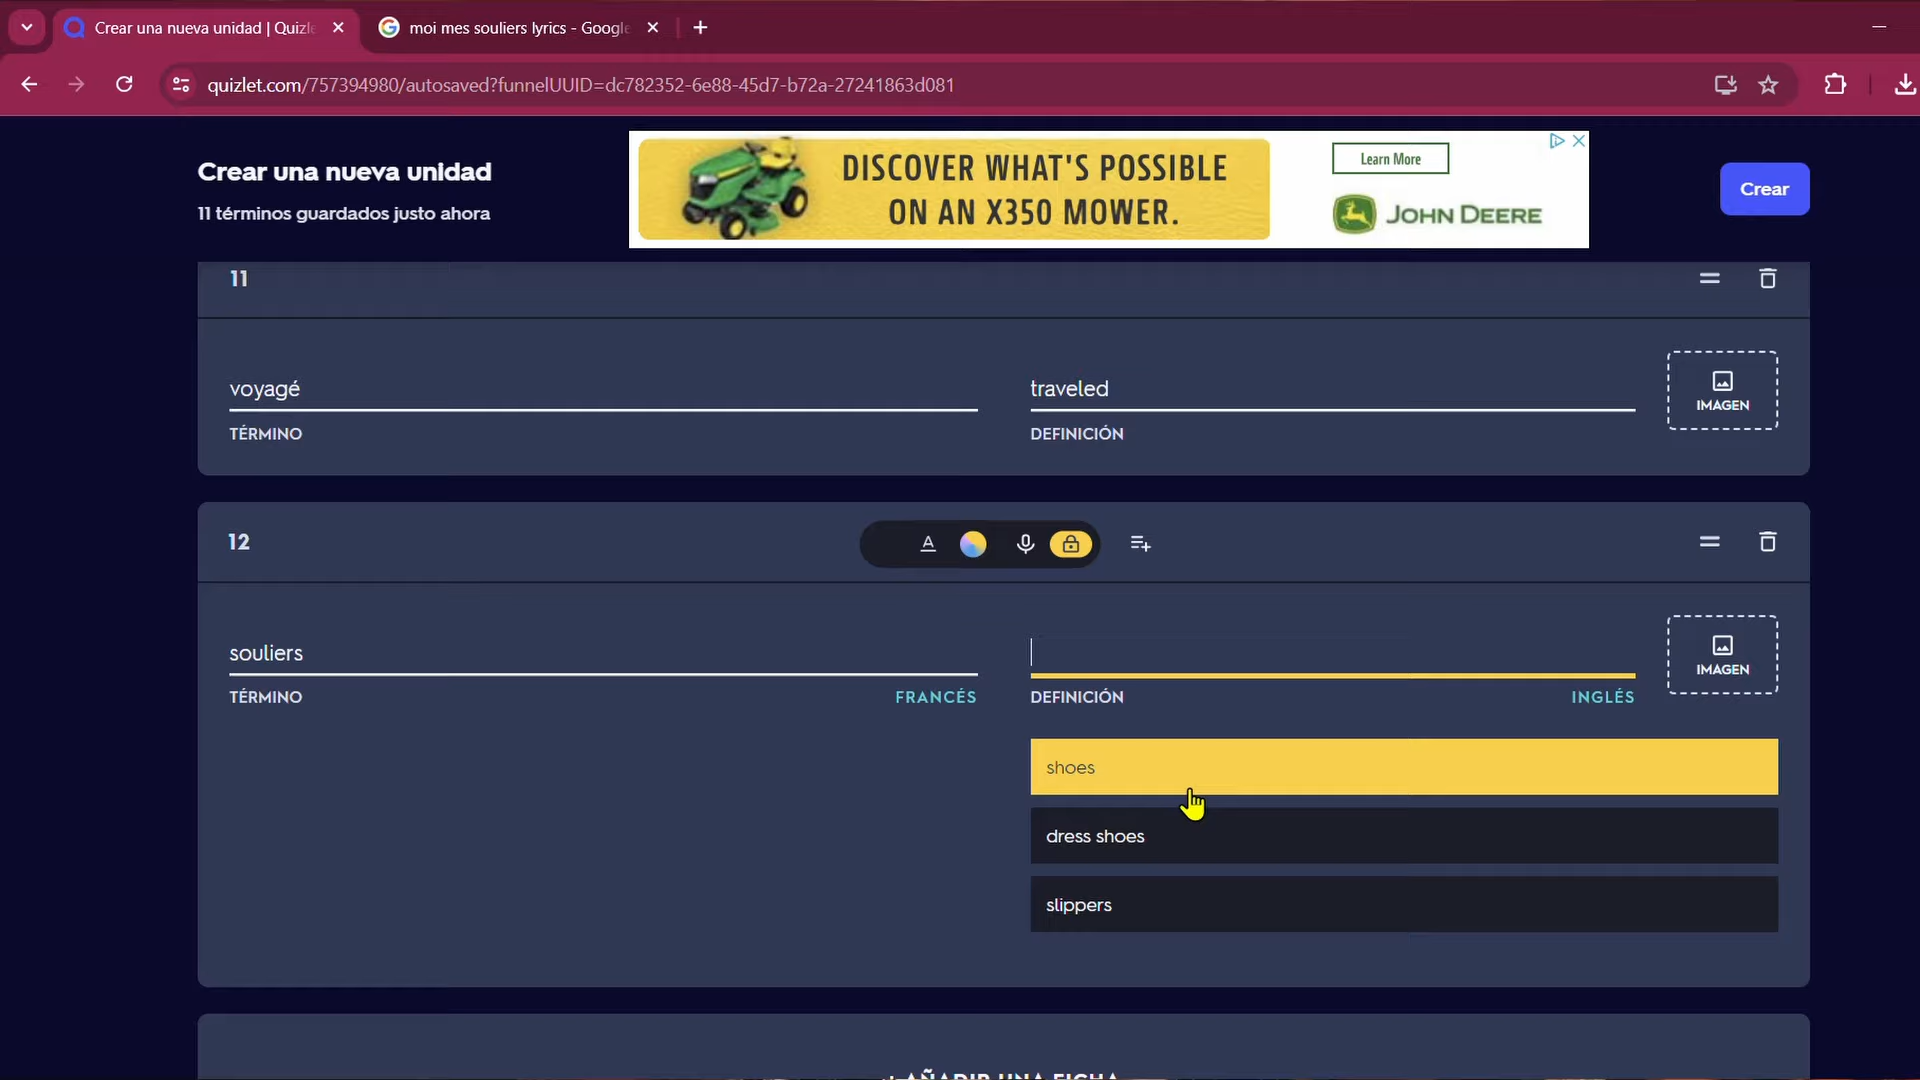 Crear una nueva unidad | Quizle
moi mes souliers lyrics - Google
quizlet.com/757394980/autosaved?funnelUUID=dc782352-6e88-45d7-b72a-27241863d081
Crear una nueva unidad
11 términos guardados justo ahora
DISCOVER WHAT'S POSSIBLE
ON AN X350 MOWER.
Learn More
JOHN DEERE
Crear
11
voyagé
traveled
IMAGEN
TÉRMINO
DEFINICIÓN
12
souliers
IMAGEN
TÉRMINO
FRANCÉS
DEFINICIÓN
INGLÉS
shoes
dress shoes
slippers
AÑADIR UNA FICHA